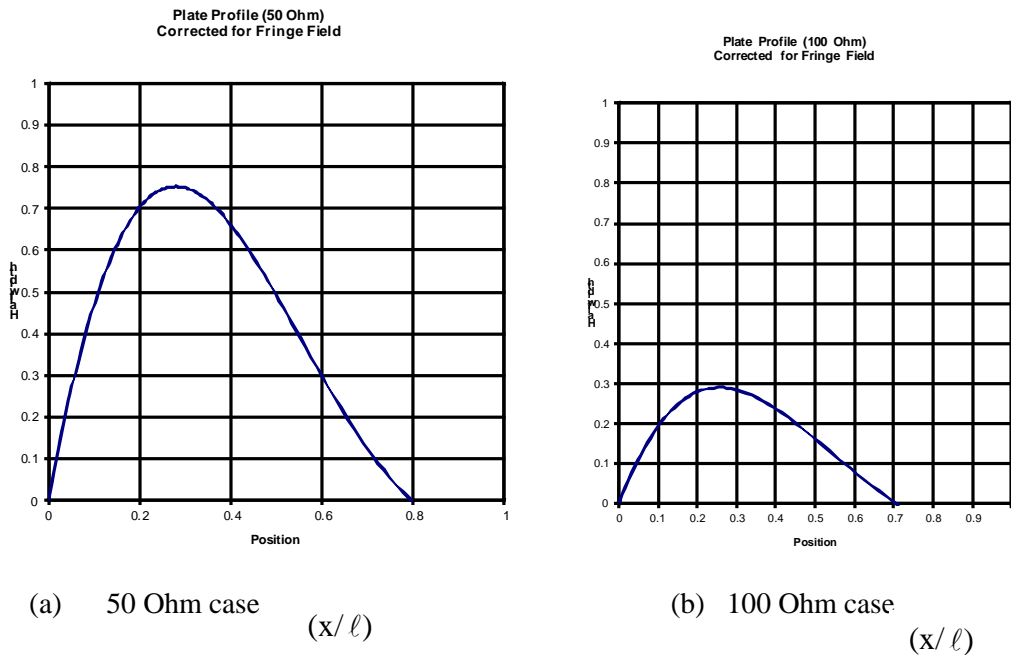 Plate Profile (50 Ohm)
Corrected for Fringe Field
1
0.9
0.8
0.7
0.6
0.5
0.4
0.3
0.2
0.1
0
Halfwidth
0 0.2 0.4 0.6 0.8 1
Position
(a) 50 Ohm case
(x/ℓ)
Plate Profile (100 Ohm)
Corrected for Fringe Field
1
0.9
0.8
0.7
0.6
0.5
0.4
0.3
0.2
0.1
0
Halfwidth
0 0.1 0.2 0.3 0.4 0.5 0.6 0.7 0.8 0.9
Position
(b) 100 Ohm case
(x/ℓ)